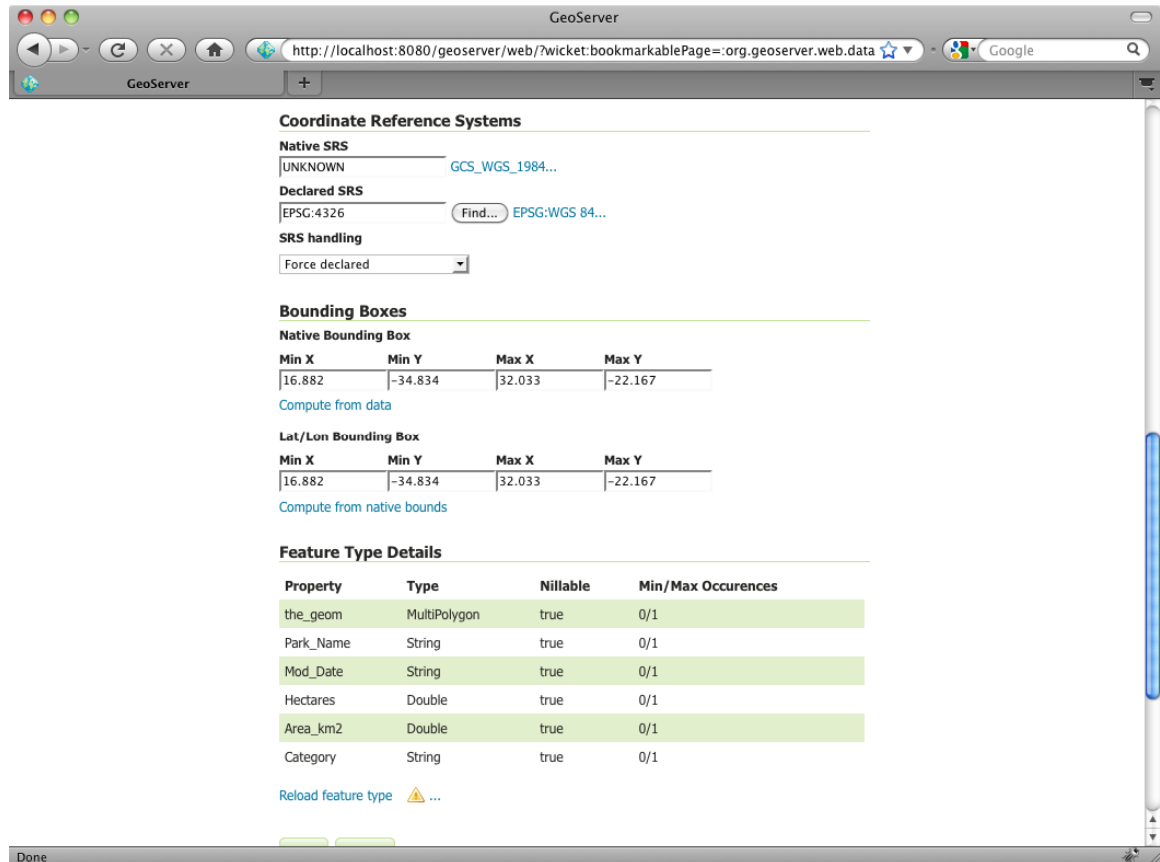 GeoServer
http://localhost:8080/geoserver/web/?wicket:bookmarkablePage=:org.geoserver.web.data
Google
GeoServer
+
Coordinate Reference Systems
Native SRS
UNKNOWN GCS_WGS_1984...
Declared SRS
EPSG:4326 Find... EPSG:WGS 84...
SRS handling
Force declared
Bounding Boxes
Native Bounding Box
Min X Min Y Max X Max Y
16.882 -34.834 32.033 -22.167
Compute from data
Lat/Lon Bounding Box
Min X Min Y Max X Max Y
16.882 -34.834 32.033 -22.167
Compute from native bounds
Feature Type Details
Property Type Nillable Min/Max Occurences
the_geom MultiPolygon true 0/1
Park_Name String true 0/1
Mod_Date String true 0/1
Hectares Double true 0/1
Area_km2 Double true 0/1
Category String true 0/1
Reload feature type ...
Done